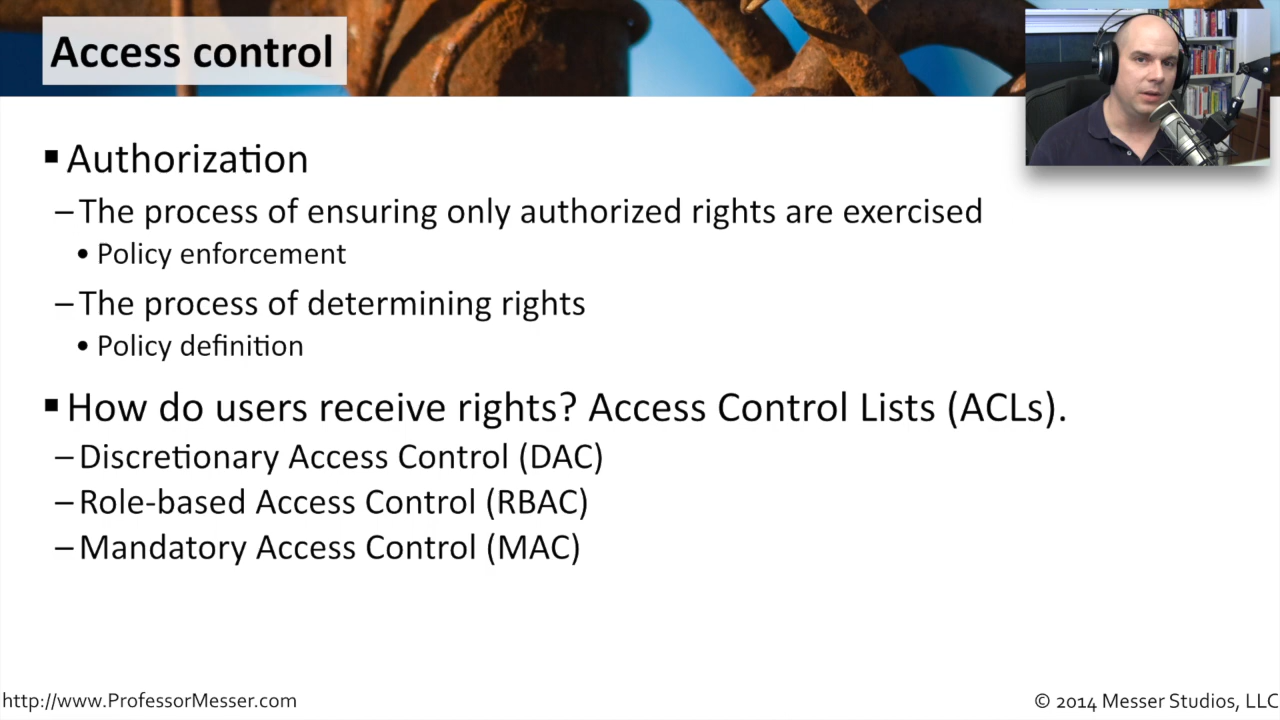 Access control
▪ Authorization
– The process of ensuring only authorized rights are exercised
• Policy enforcement
– The process of determining rights
• Policy definition
▪ How do users receive rights? Access Control Lists (ACLs).
– Discretionary Access Control (DAC)
– Role-based Access Control (RBAC)
– Mandatory Access Control (MAC)
http://www.ProfessorMesser.com
© 2014 Messer Studios, LLC